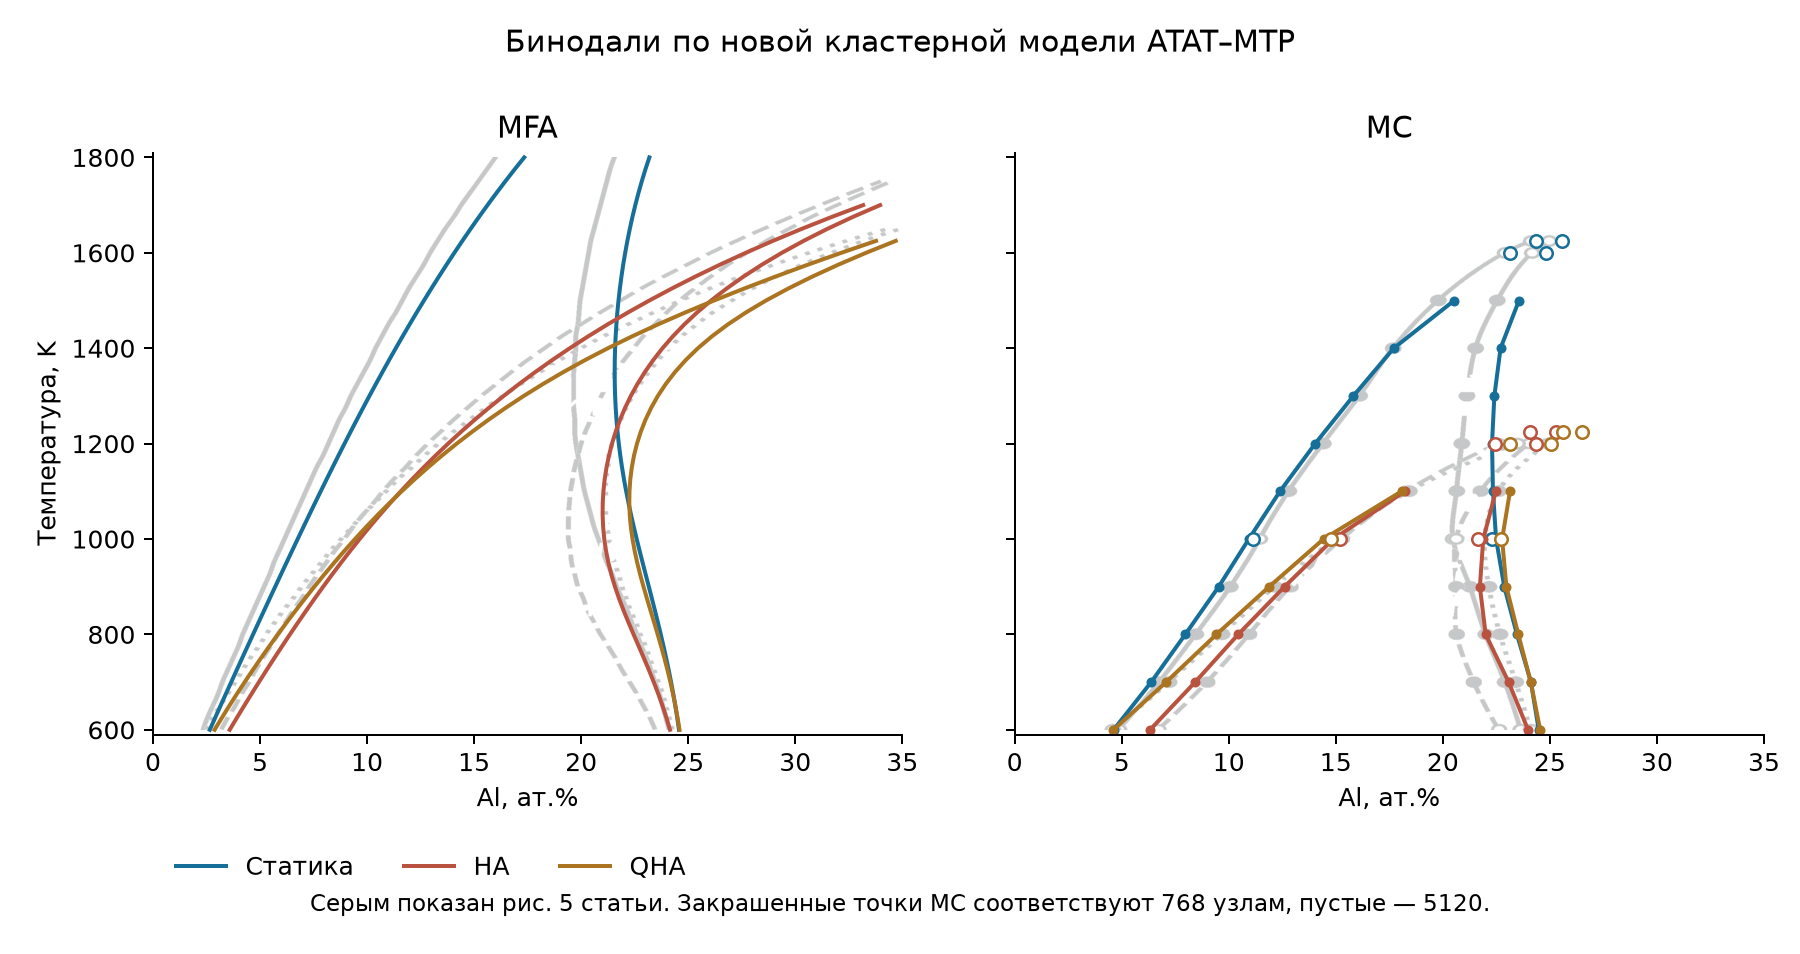 Бинодали по новой кластерной модели ATAT–MTP
MFA
MC
1800
1600
1400
1200
1000
800
600
Температура, K
0 5 10 15 20 25 30 35
0 5 10 15 20 25 30 35
Al, ат.%
Al, ат.%
Статика HA QHA
Серым показан рис. 5 статьи. Закрашенные точки MC соответствуют 768 узлам, пустые — 5120.